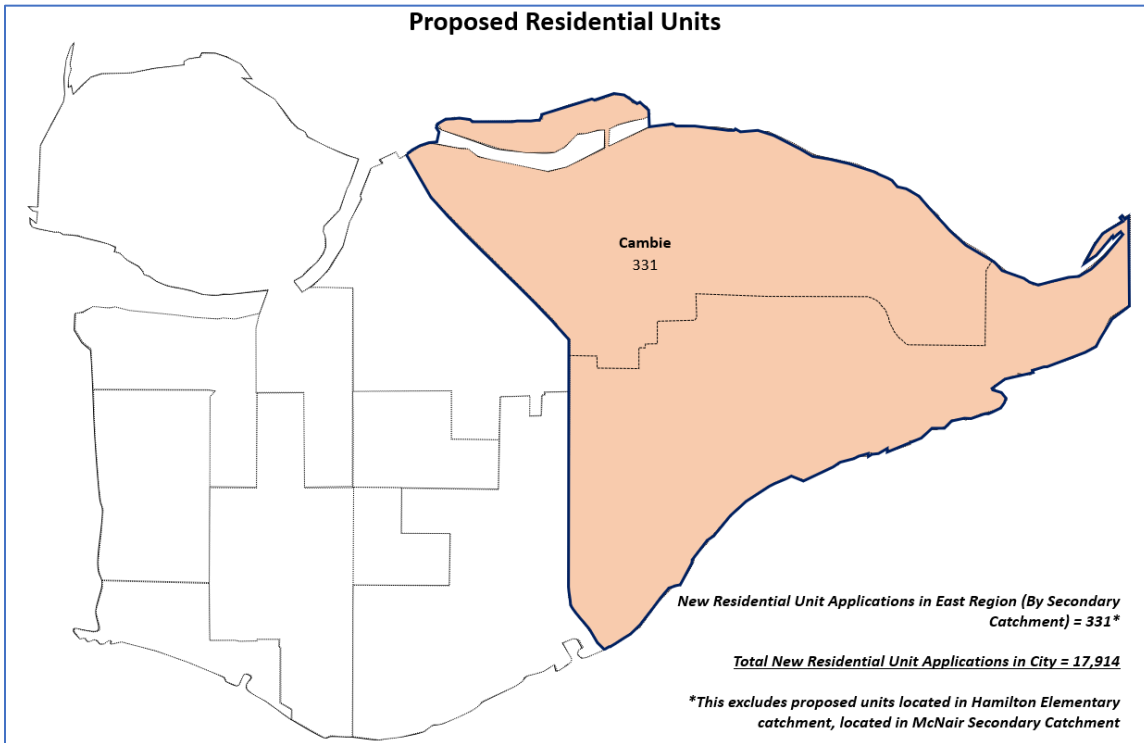 Proposed Residential Units
Cambie
331
New Residential Unit Applications in East Region (By Secondary
Catchment) = 331*
Total New Residential Unit Applications in City = 17,914
*This excludes proposed units located in Hamilton Elementary
catchment, located in McNair Secondary Catchment